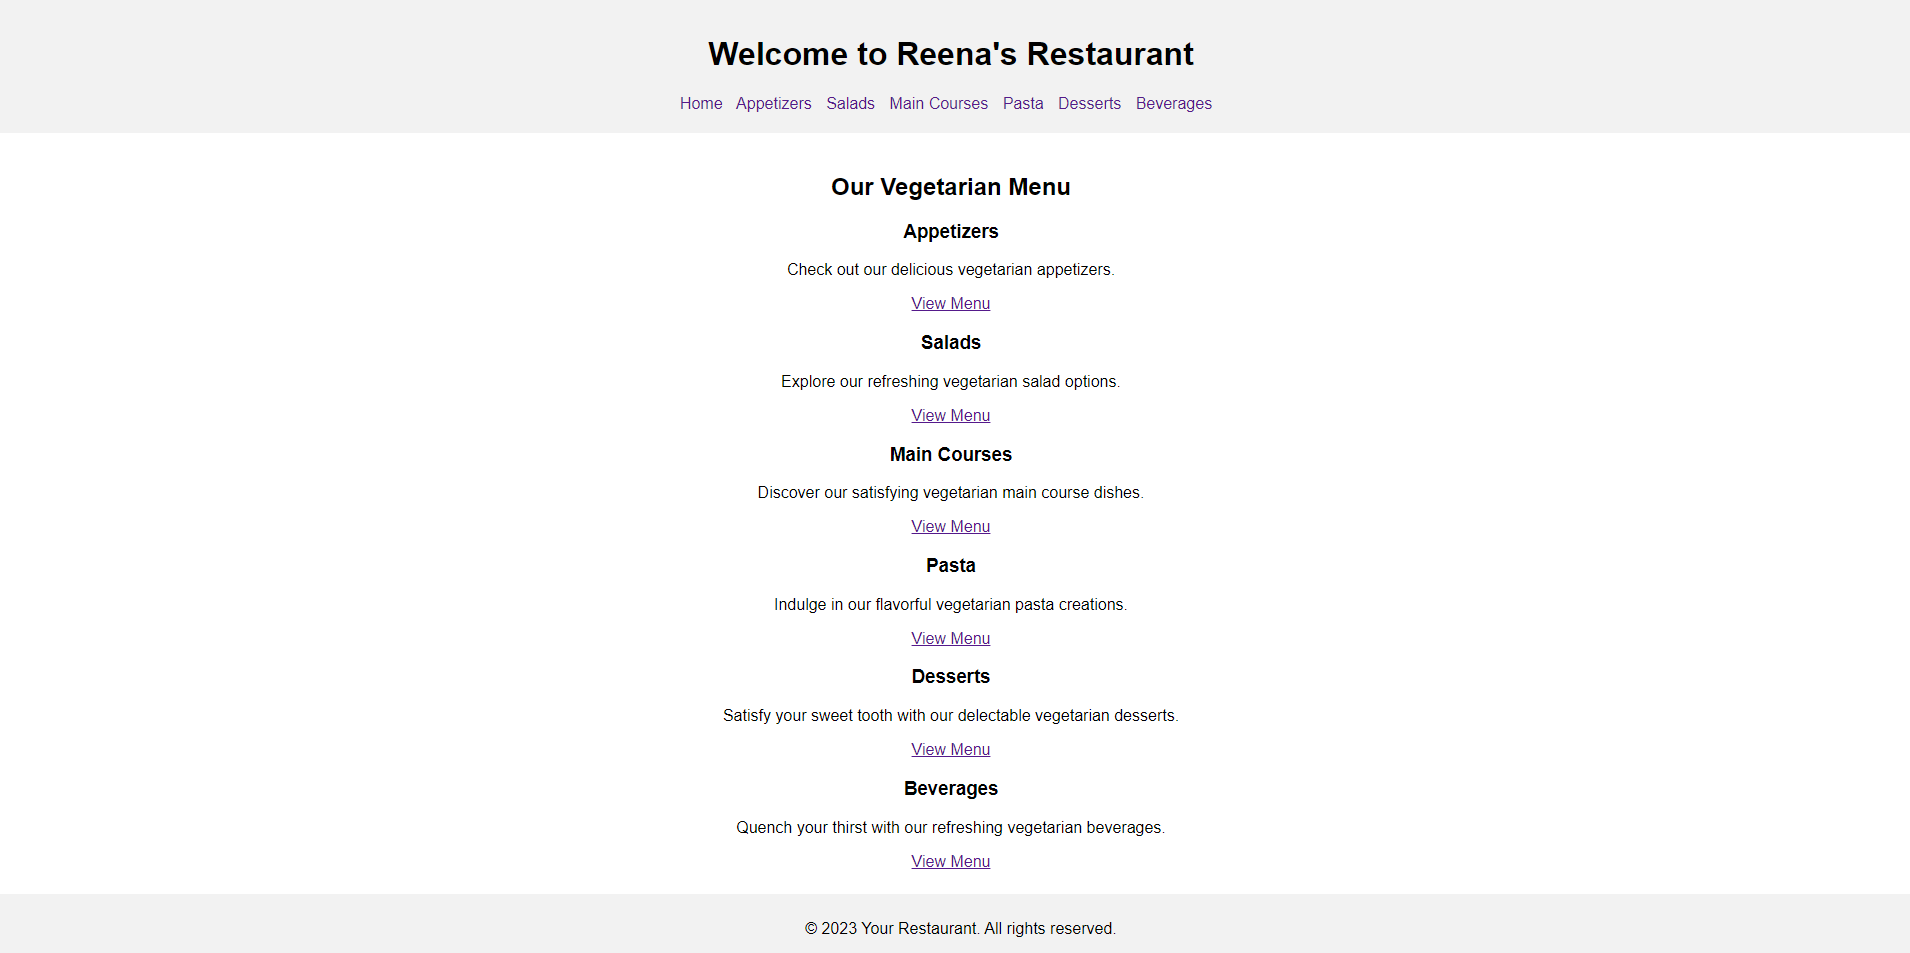 Welcome to Reena's Restaurant
Home Appetizers Salads Main Courses Pasta Desserts Beverages
Our Vegetarian Menu
Appetizers
Check out our delicious vegetarian appetizers.
View Menu
Salads
Explore our refreshing vegetarian salad options.
View Menu
Main Courses
Discover our satisfying vegetarian main course dishes.
View Menu
Pasta
Indulge in our flavorful vegetarian pasta creations.
View Menu
Desserts
Satisfy your sweet tooth with our delectable vegetarian desserts.
View Menu
Beverages
Quench your thirst with our refreshing vegetarian beverages.
View Menu
© 2023 Your Restaurant. All rights reserved.